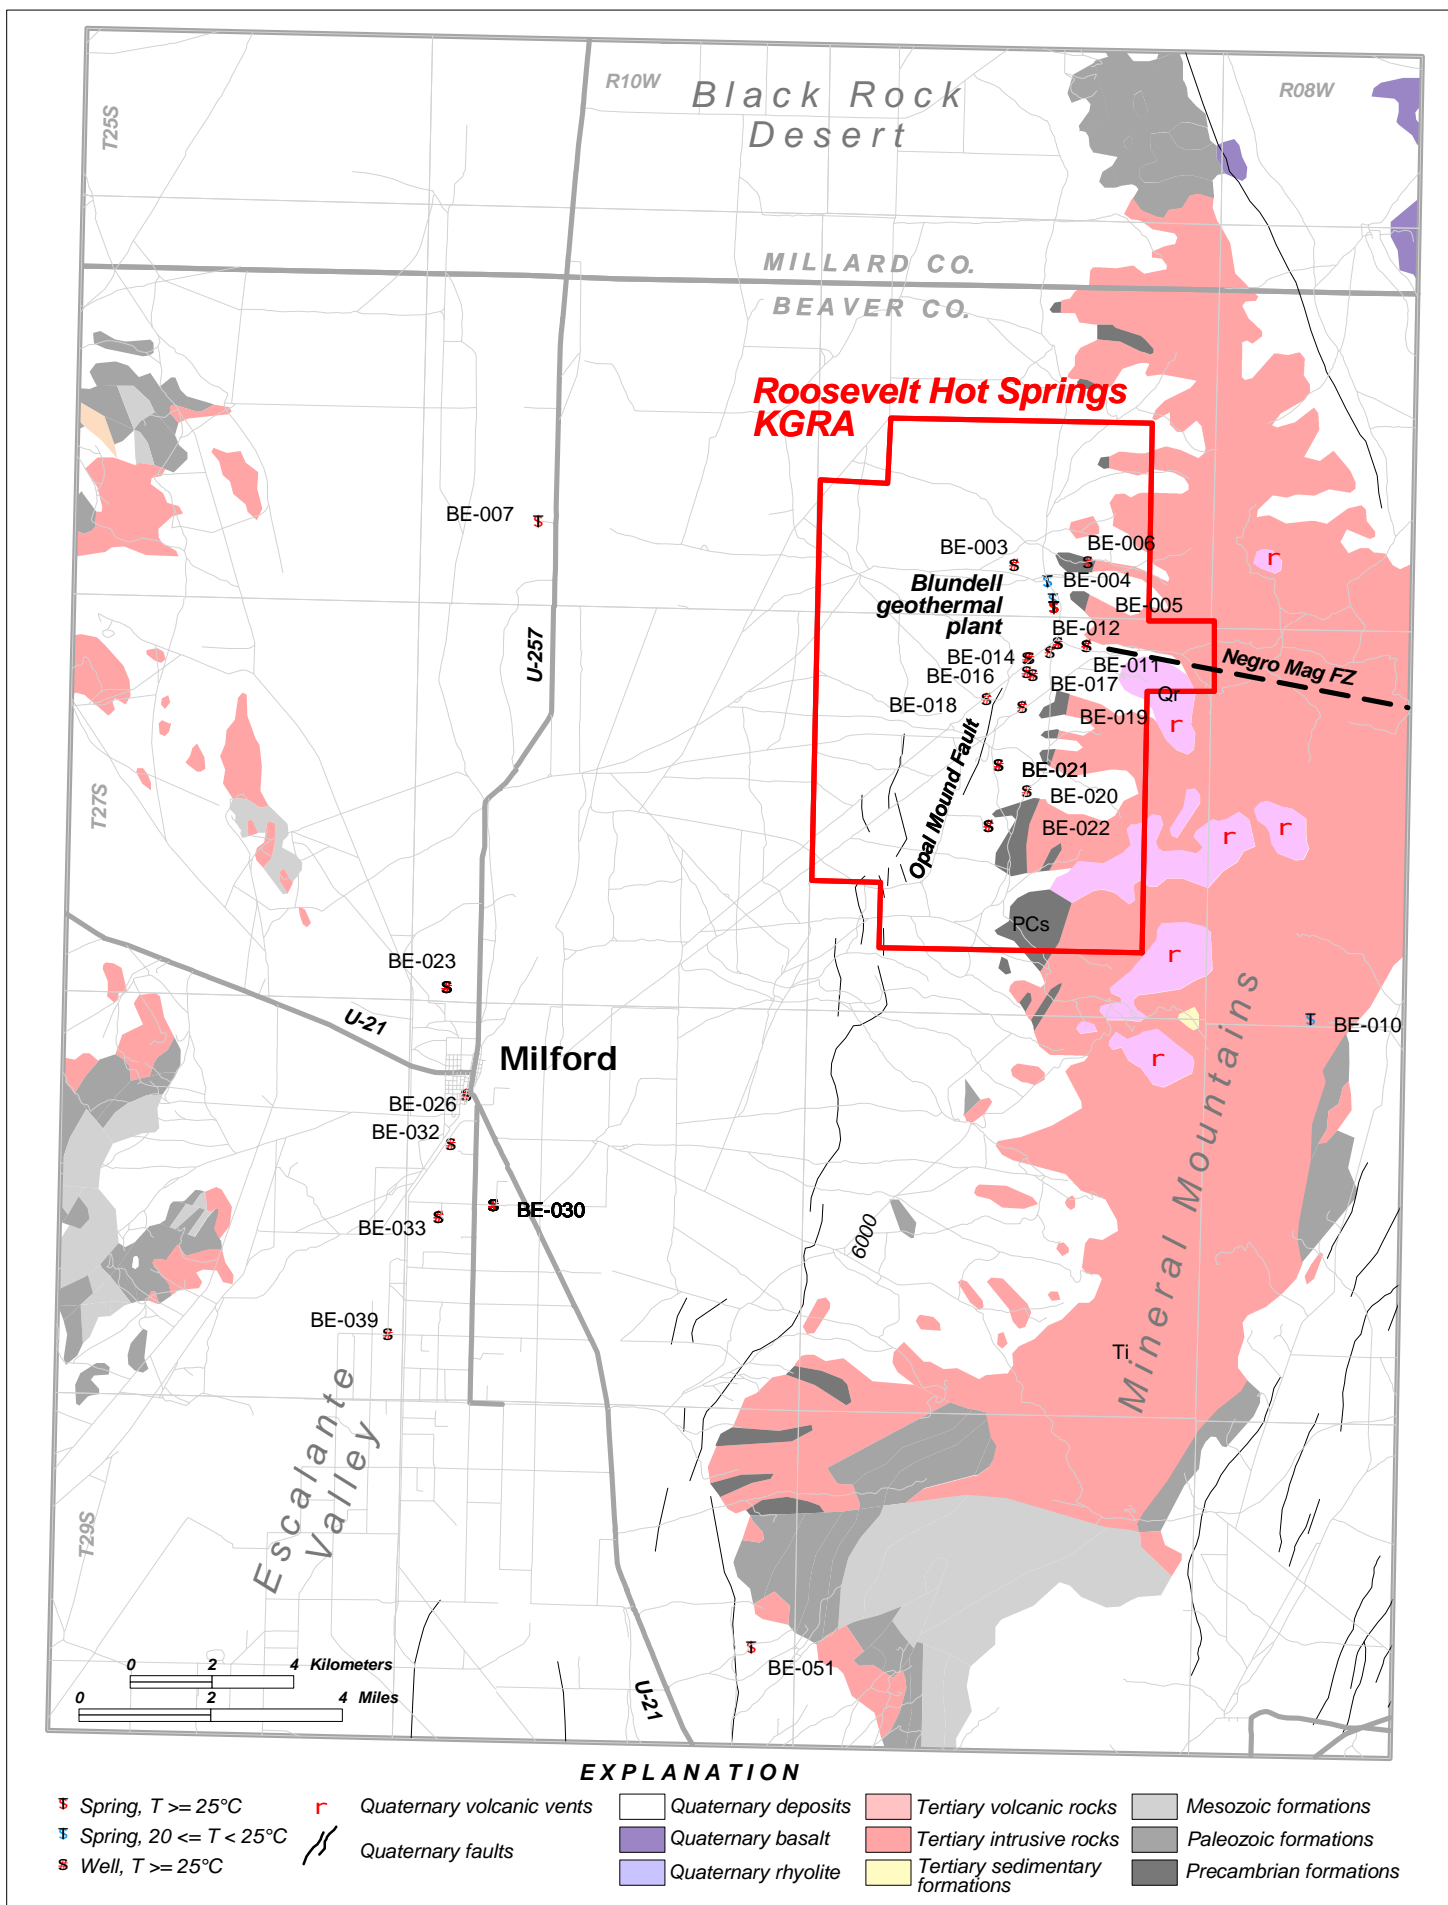 R10W
Black Rock
Desert
R08W
T25S
MILLARD CO.
BEAVER CO.
Roosevelt Hot Springs
KGRA
BE-007
BE-003
BE-006
Blundell
geothermal
plant
BE-004
BE-005
BE-012
BE-014
BE-011
BE-016
BE-017
BE-018
BE-019
Negro Mag FZ
Qr
r
r
U-257
T27S
Opal Mound Fault
BE-021
BE-020
BE-022
r
r
PCs
r
BE-023
U-21
Milford
BE-010
r
BE-026
BE-032
BE-030
BE-033
6000
Mineral Mountains
BE-039
Ti
Escalante
Valley
T29S
BE-051
U-21
0 2 4 Kilometers
0 2 4 Miles
EXPLANATION
Spring, T >= 25°C
Spring, 20 <= T < 25°C
Well, T >= 25°C
r Quaternary volcanic vents
Quaternary faults
Quaternary deposits
Quaternary basalt
Quaternary rhyolite
Tertiary volcanic rocks
Tertiary intrusive rocks
Tertiary sedimentary
formations
Mesozoic formations
Paleozoic formations
Precambrian formations